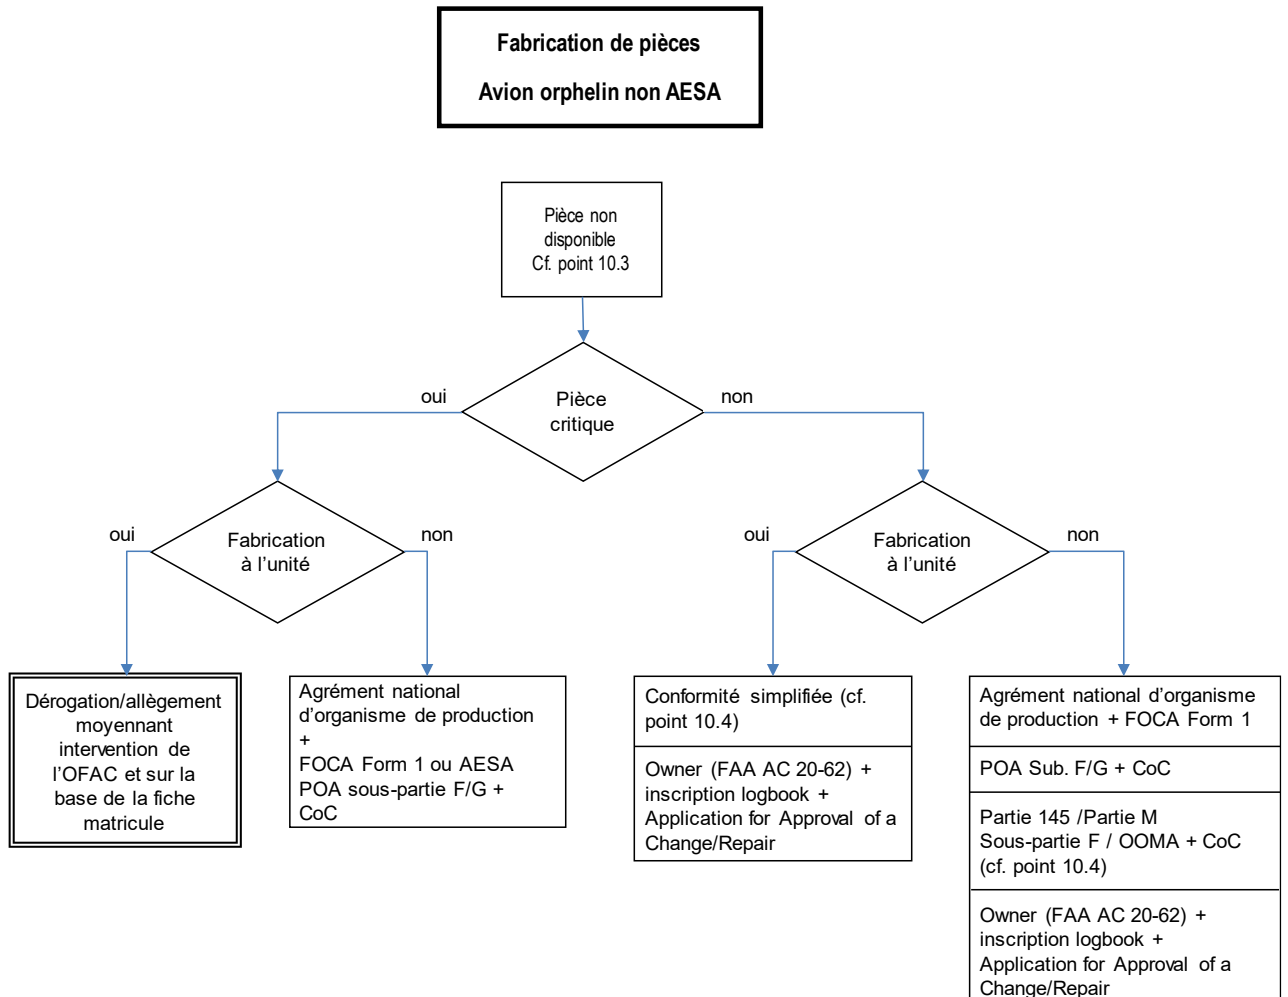 Fabrication de pièces
Avion orphelin non AESA
Pièce non
disponible
Cf. point 10.3
oui
Pièce
critique
non
oui
Fabrication
à l'unité
non
oui
Fabrication
à l'unité
non
Dérogation/allègement
moyennant
intervention de
l'OFAC et sur la
base de la fiche
matricule
Agrément national
d'organisme de production
+
FOCA Form 1 ou AESA
POA sous-partie F/G +
CoC
Conformité simplifiée (cf.
point 10.4)
Owner (FAA AC 20-62) +
inscription logbook +
Application for Approval of a
Change/Repair
Agrément national d'organisme
de production + FOCA Form 1
POA Sub. F/G + CoC
Partie 145 /Partie M
Sous-partie F / OOMA + CoC
(cf. point 10.4)
Owner (FAA AC 20-62) +
inscription logbook +
Application for Approval of a
Change/Repair